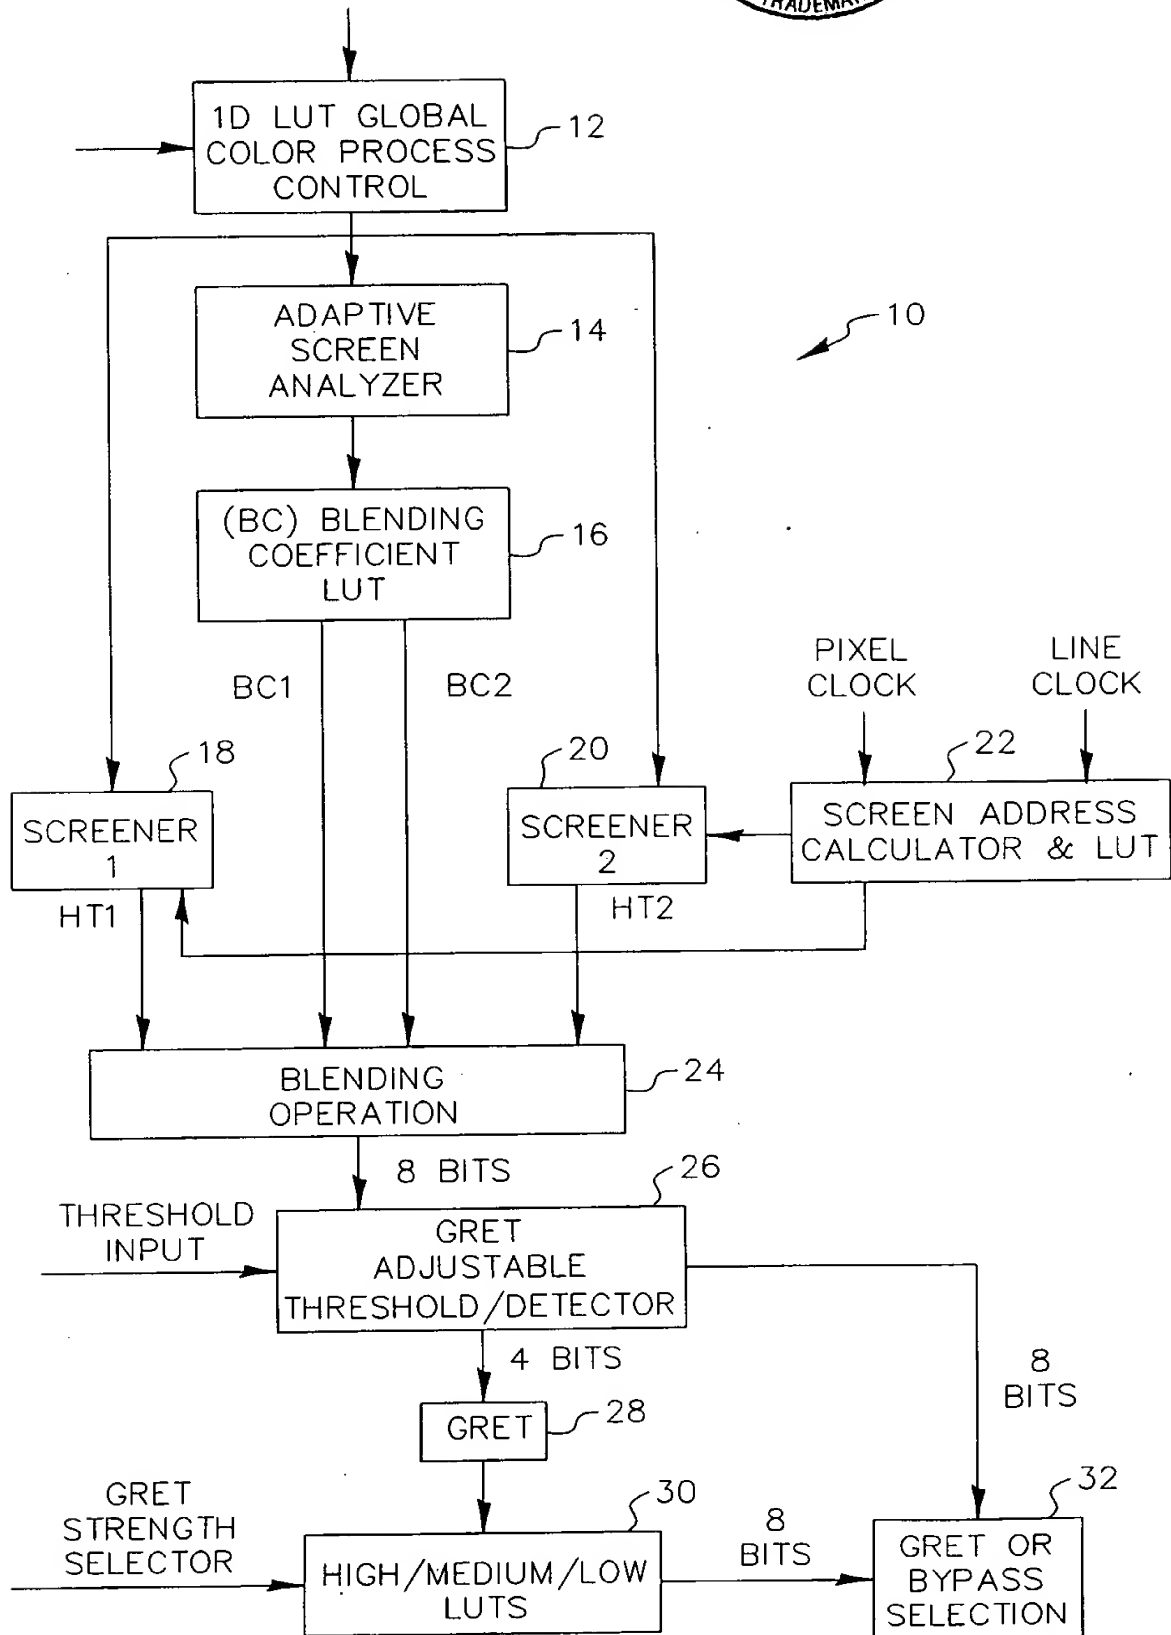 TRADEMA
1D LUT GLOBAL
COLOR PROCESS
CONTROL
12
ADAPTIVE
SCREEN
ANALYZER
14
10
(BC) BLENDING
COEFFICIENT
LUT
16
BC1
BC2
PIXEL
CLOCK
LINE
CLOCK
18
SCREENER
1
HT1
20
SCREENER
2
HT2
22
SCREEN ADDRESS
CALCULATOR & LUT
BLENDING
OPERATION
24
8 BITS
THRESHOLD
INPUT
26
GRET
ADJUSTABLE
THRESHOLD/DETECTOR
4 BITS
8
BITS
GRET
28
GRET
STRENGTH
SELECTOR
30
HIGH/MEDIUM/LOW
LUTS
8
BITS
32
GRET OR
BYPASS
SELECTION